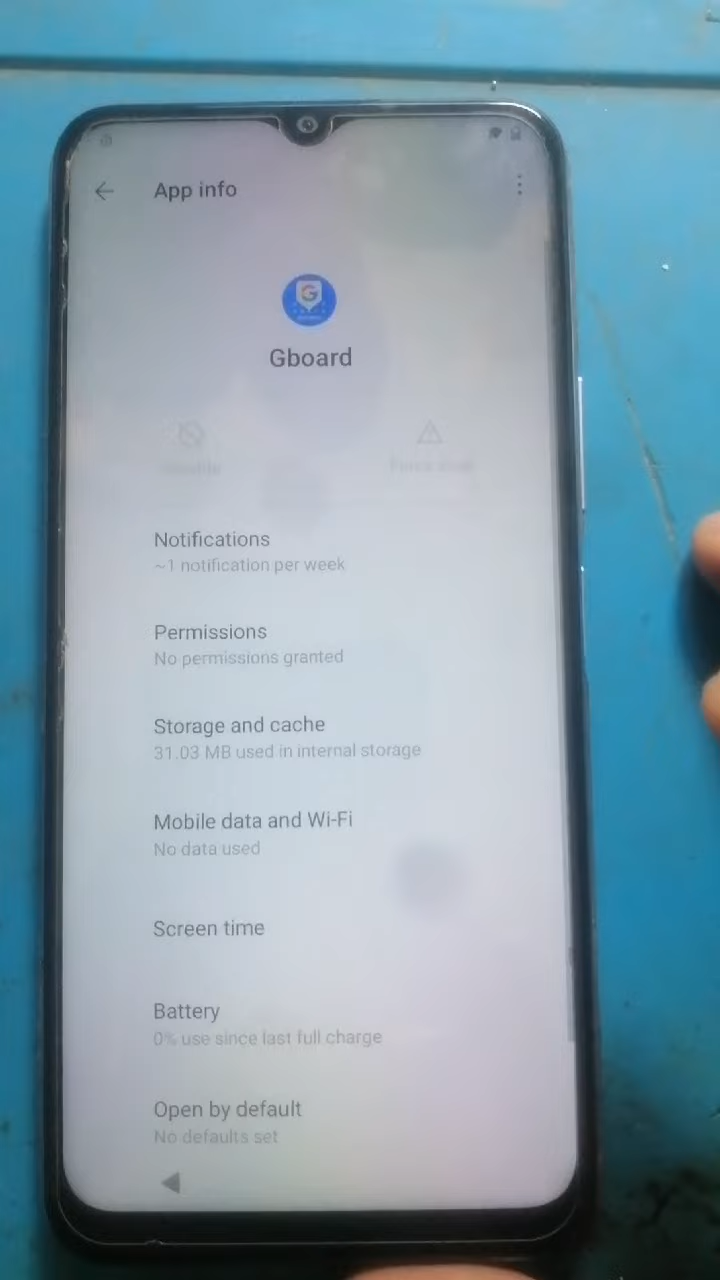 App info
Gboard
Notifications
~1 notification per week
Permissions
No permissions granted
Storage and cache
31.03 MB used in internal storage
Mobile data and Wi-Fi
No data used
Screen time
Battery
0% use since last full charge
Open by default
No defaults set